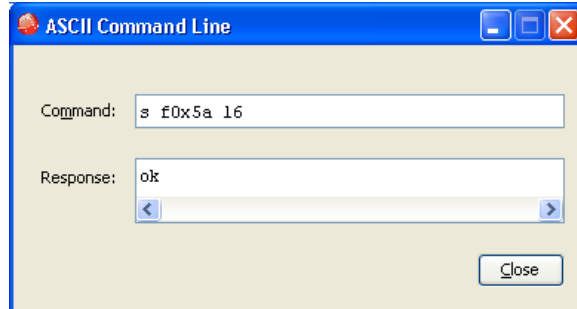 ASCII Command Line
Command: s f0x5a 16
Response: ok
Close